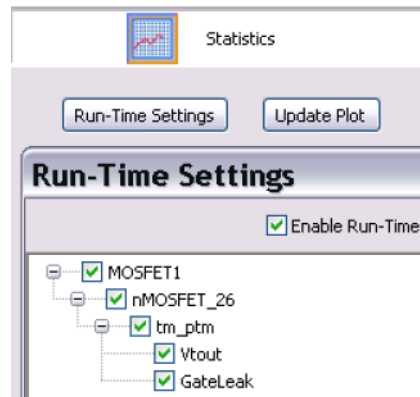 Statistics
Run-Time Settings Update Plot
Run-Time Settings
Enable Run-Time
MOSFET1
nMOSFET_26
tm_ptm
Vtout
GateLeak